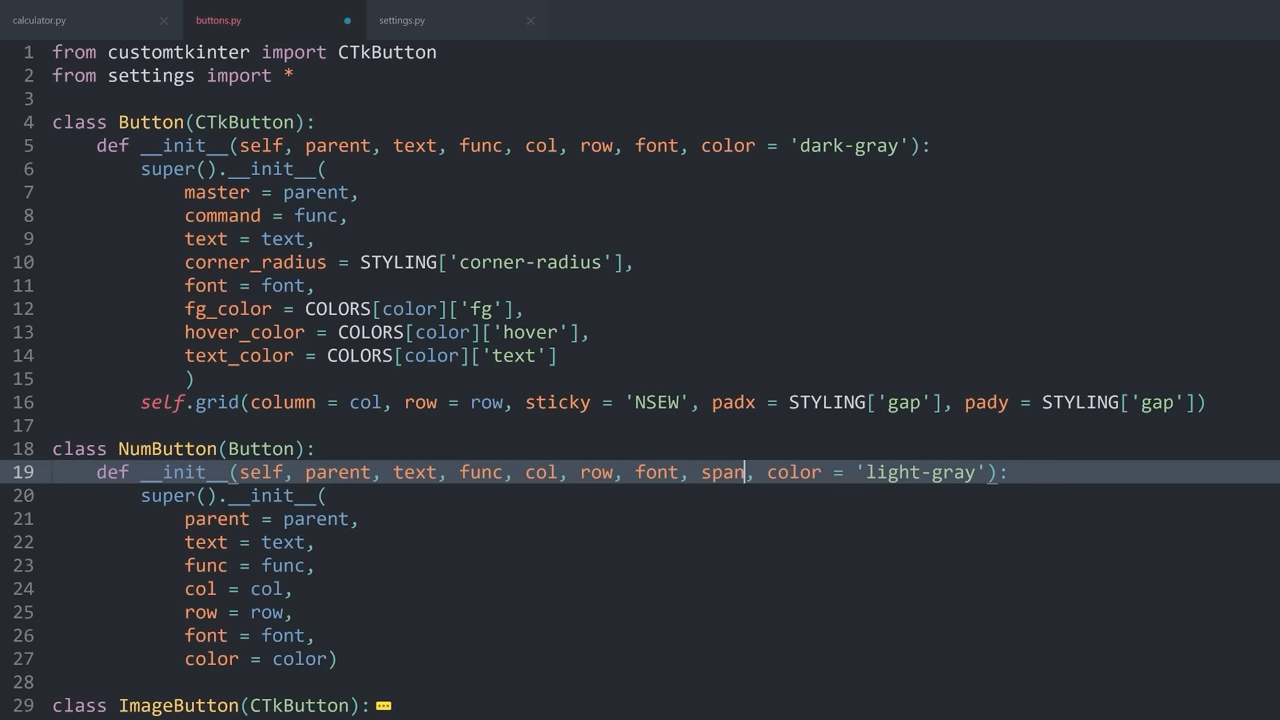 calculator.py buttons.py settings.py
1 from customtkinter import CTkButton
2 from settings import *
3
4 class Button(CTkButton):
5     def __init__(self, parent, text, func, col, row, font, color = 'dark-gray'):
6         super().__init__(
7             master = parent,
8             command = func,
9             text = text,
10             corner_radius = STYLING['corner-radius'],
11             font = font,
12             fg_color = COLORS[color]['fg'],
13             hover_color = COLORS[color]['hover'],
14             text_color = COLORS[color]['text']
15             )
16         self.grid(column = col, row = row, sticky = 'NSEW', padx = STYLING['gap'], pady = STYLING['gap'])
17
18 class NumButton(Button):
19     def __init__(self, parent, text, func, col, row, font, span, color = 'light-gray'):
20         super().__init__(
21             parent = parent,
22             text = text,
23             func = func,
24             col = col,
25             row = row,
26             font = font,
27             color = color)
28
29 class ImageButton(CTkButton):